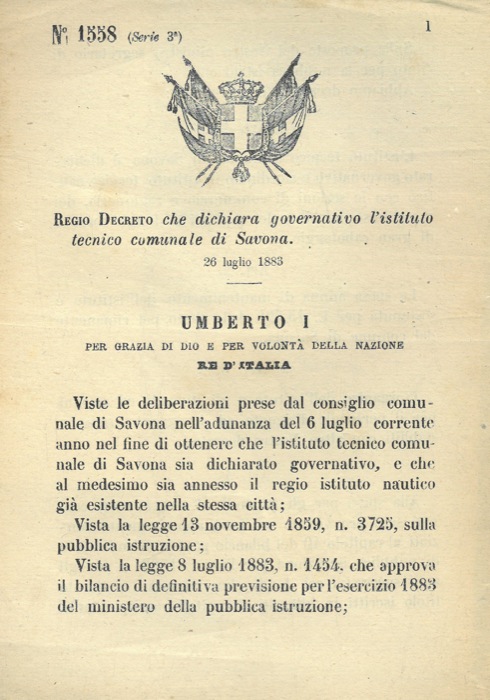 1
N° 1558 (Serie 3ª)
REGIO DECRETO che dichiara governativo l'istituto
tecnico comunale di Savona.
26 luglio 1883
UMBERTO I
PER GRAZIA DI DIO E PER VOLONTÀ DELLA NAZIONE
RE D'ITALIA
Viste le deliberazioni prese dal consiglio comu-
nale di Savona nell'adunanza del 6 luglio corrente
anno nel fine di ottenere che l'istituto tecnico comu-
nale di Savona sia dichiarato governativo, e che
al medesimo sia annesso il regio istituto nautico
già esistente nella stessa città;
Vista la legge 13 novembre 1859, n. 3725, sulla
pubblica istruzione;
Vista la legge 8 luglio 1883, n. 1454. che approva
il bilancio di definitiva previsione per l'esercizio 1883
del ministero della pubblica istruzione;